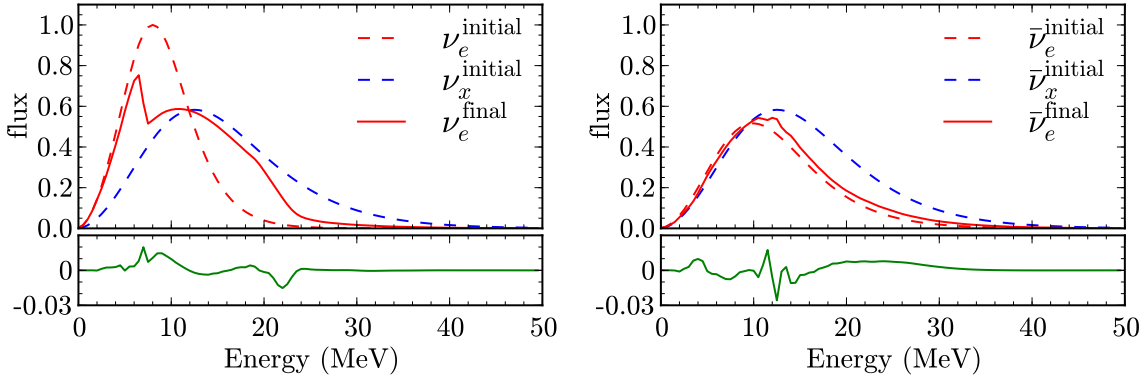 flux
1.0
0.8
0.6
0.4
0.2
0.0
ν_e^initial
ν_x^initial
ν_e^final
0
-0.03
0 10 20 30 40 50
Energy (MeV)
flux
1.0
0.8
0.6
0.4
0.2
0.0
ν̄_e^initial
ν̄_x^initial
ν̄_e^final
0
-0.03
0 10 20 30 40 50
Energy (MeV)